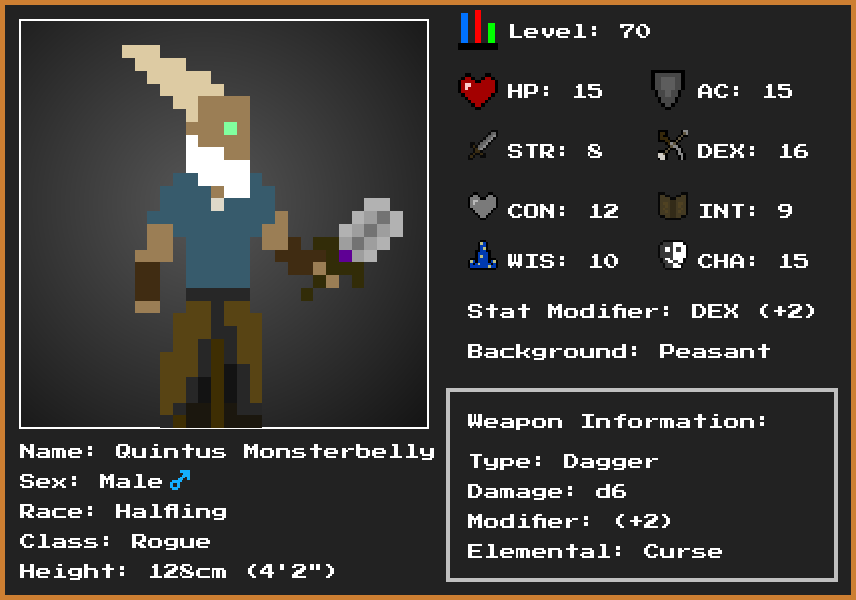 Level: 70
HP: 15
AC: 15
STR: 8
DEX: 16
CON: 12
INT: 9
WIS: 10
CHA: 15
Stat Modifier: DEX (+2)
Background: Peasant
Weapon Information:
Type: Dagger
Damage: d6
Modifier: (+2)
Elemental: Curse
Name: Quintus Monsterbelly
Sex: Male ♂
Race: Halfling
Class: Rogue
Height: 128cm (4'2")